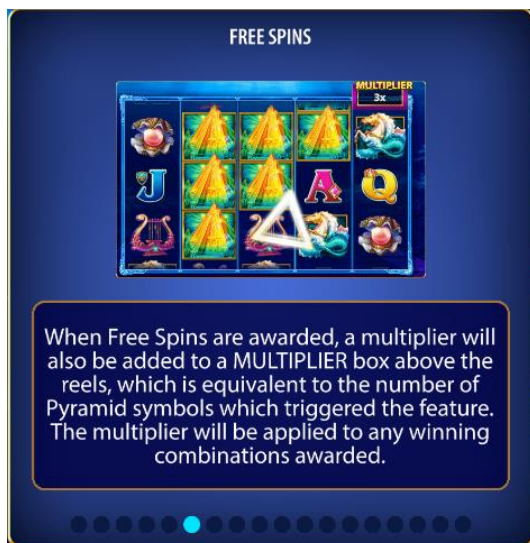 FREE SPINS
MULTIPLIER
3x
J
A
Q
When Free Spins are awarded, a multiplier will
also be added to a MULTIPLIER box above the
reels, which is equivalent to the number of
Pyramid symbols which triggered the feature.
The multiplier will be applied to any winning
combinations awarded.